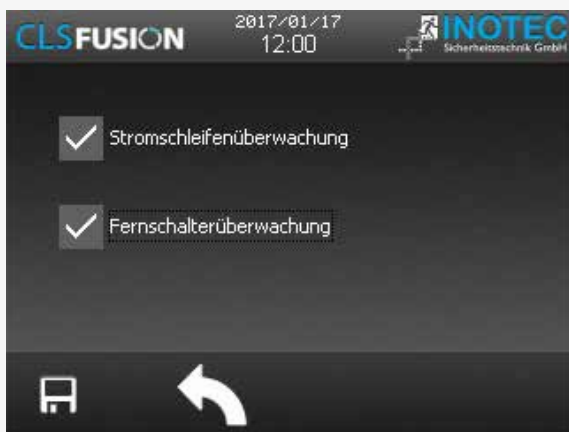 CLSFUSION
2017/01/17
12:00
INOTEC
Sicherheitstechnik GmbH
Stromschleifenüberwachung
Fernschalterüberwachung